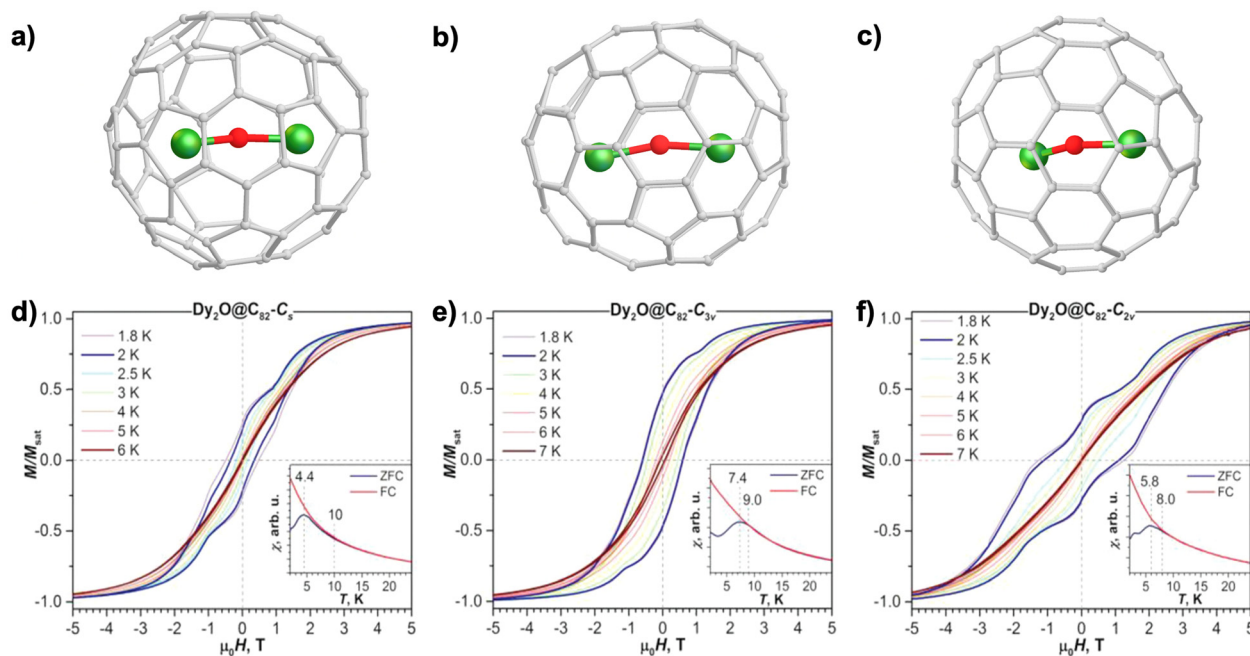 a)
b)
c)
d)
Dy₂O@C₈₂-Cₛ
1.0
0.5
0.0
-0.5
-1.0
M/Mₛₐₜ
1.8 K
2 K
2.5 K
3 K
4 K
5 K
6 K
4.4
ZFC
FC
10
χ, arb. u.
5 10 15 20
T, K
-5 -4 -3 -2 -1 0 1 2 3 4 5
μ₀H, T
e)
Dy₂O@C₈₂-C₃ᵥ
1.0
0.5
0.0
-0.5
-1.0
M/Mₛₐₜ
1.8 K
2 K
3 K
4 K
5 K
6 K
7 K
7.4
ZFC
FC
9.0
χ, arb. u.
5 10 15 20
T, K
-5 -4 -3 -2 -1 0 1 2 3 4 5
μ₀H, T
f)
Dy₂O@C₈₂-C₂ᵥ
1.0
0.5
0.0
-0.5
-1.0
M/Mₛₐₜ
1.8 K
2 K
2.5 K
3 K
4 K
5 K
6 K
7 K
5.8
ZFC
FC
8.0
χ, arb. u.
5 10 15 20
T, K
-5 -4 -3 -2 -1 0 1 2 3 4 5
μ₀H, T